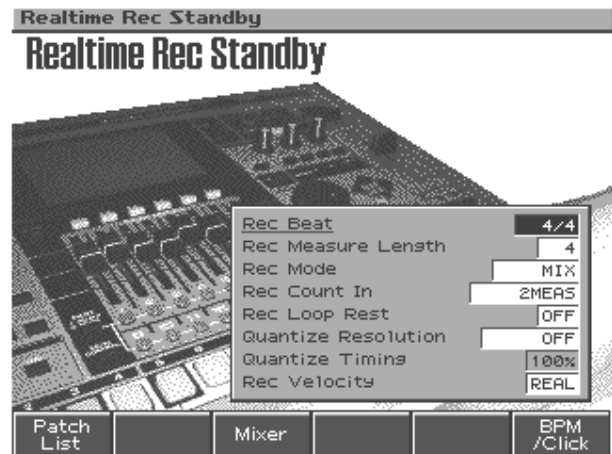 Realtime Rec Standby
Realtime Rec Standby
Rec Beat 4/4
Rec Measure Length 4
Rec Mode MIX
Rec Count In 2MEAS
Rec Loop Rest OFF
Quantize Resolution OFF
Quantize Timing 100%
Rec Velocity REAL
Patch List
Mixer
BPM /Click